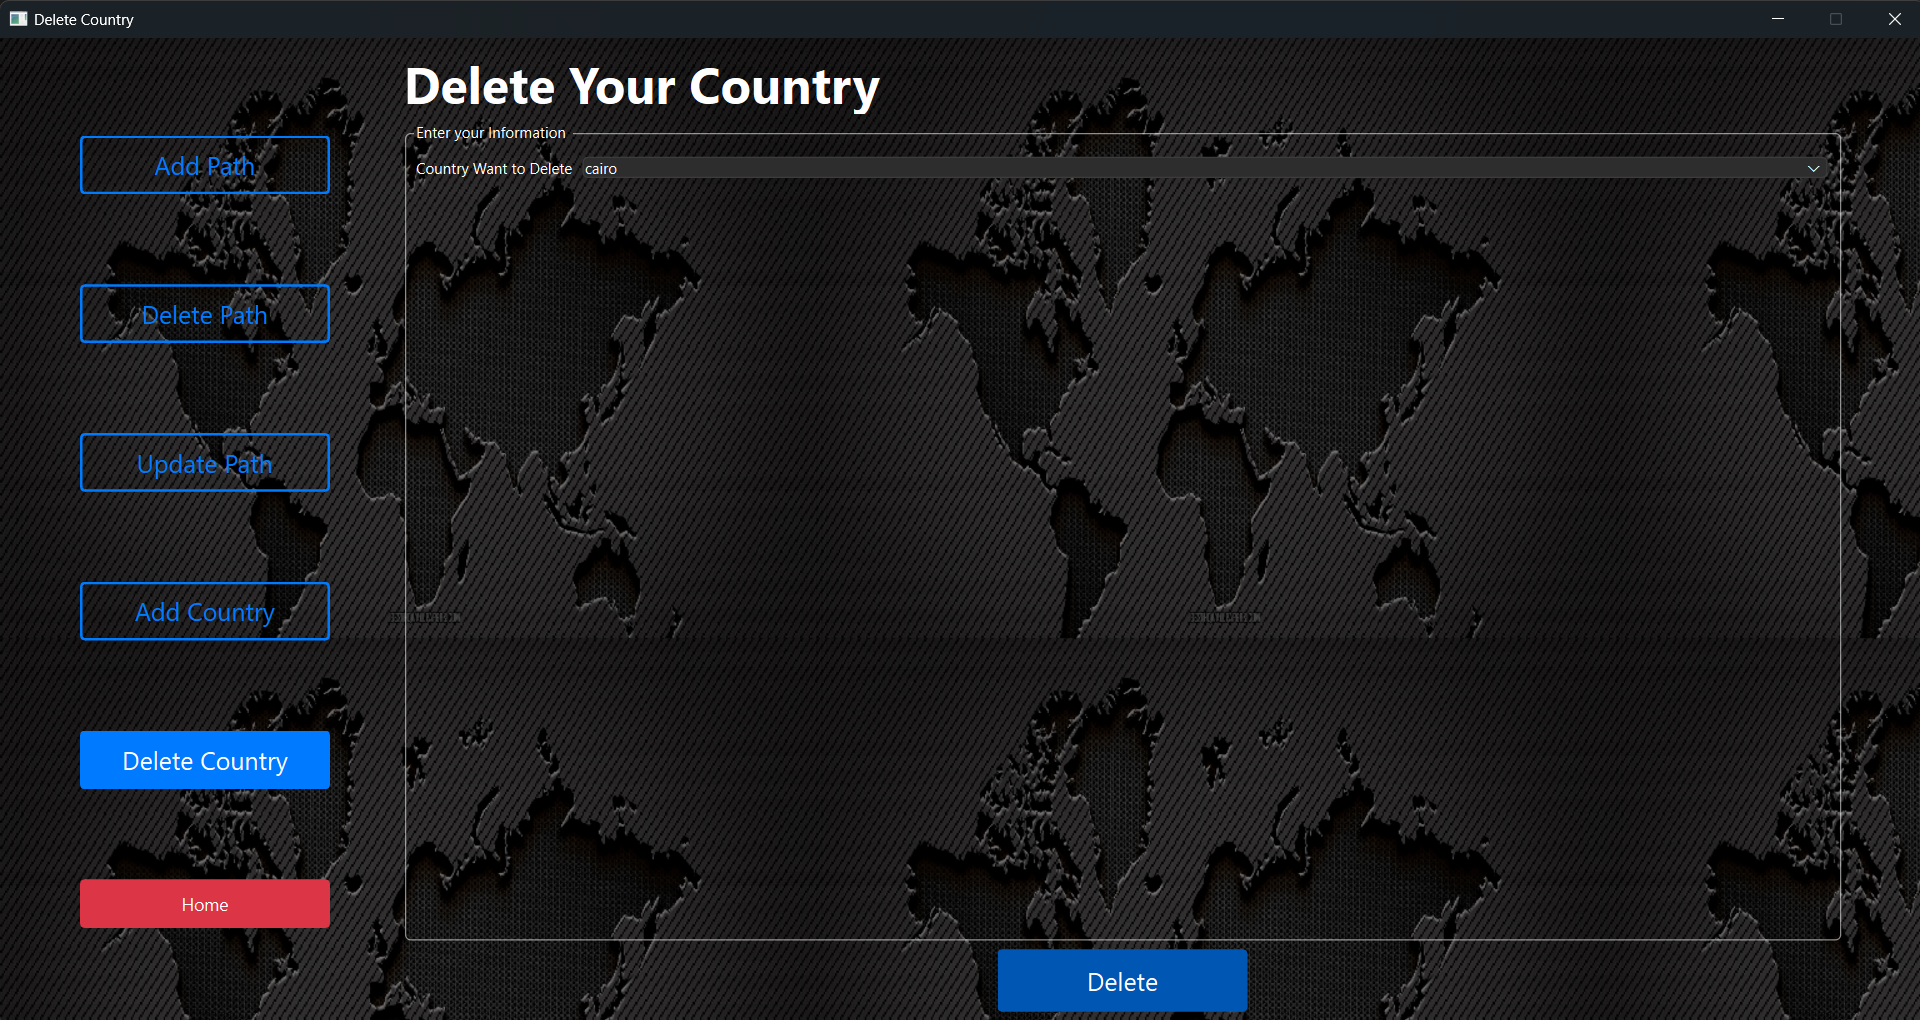 Delete Country
Delete Your Country
Enter your Information
Country Want to Delete cairo
Add Path
Delete Path
Update Path
Add Country
Delete Country
Home
Delete